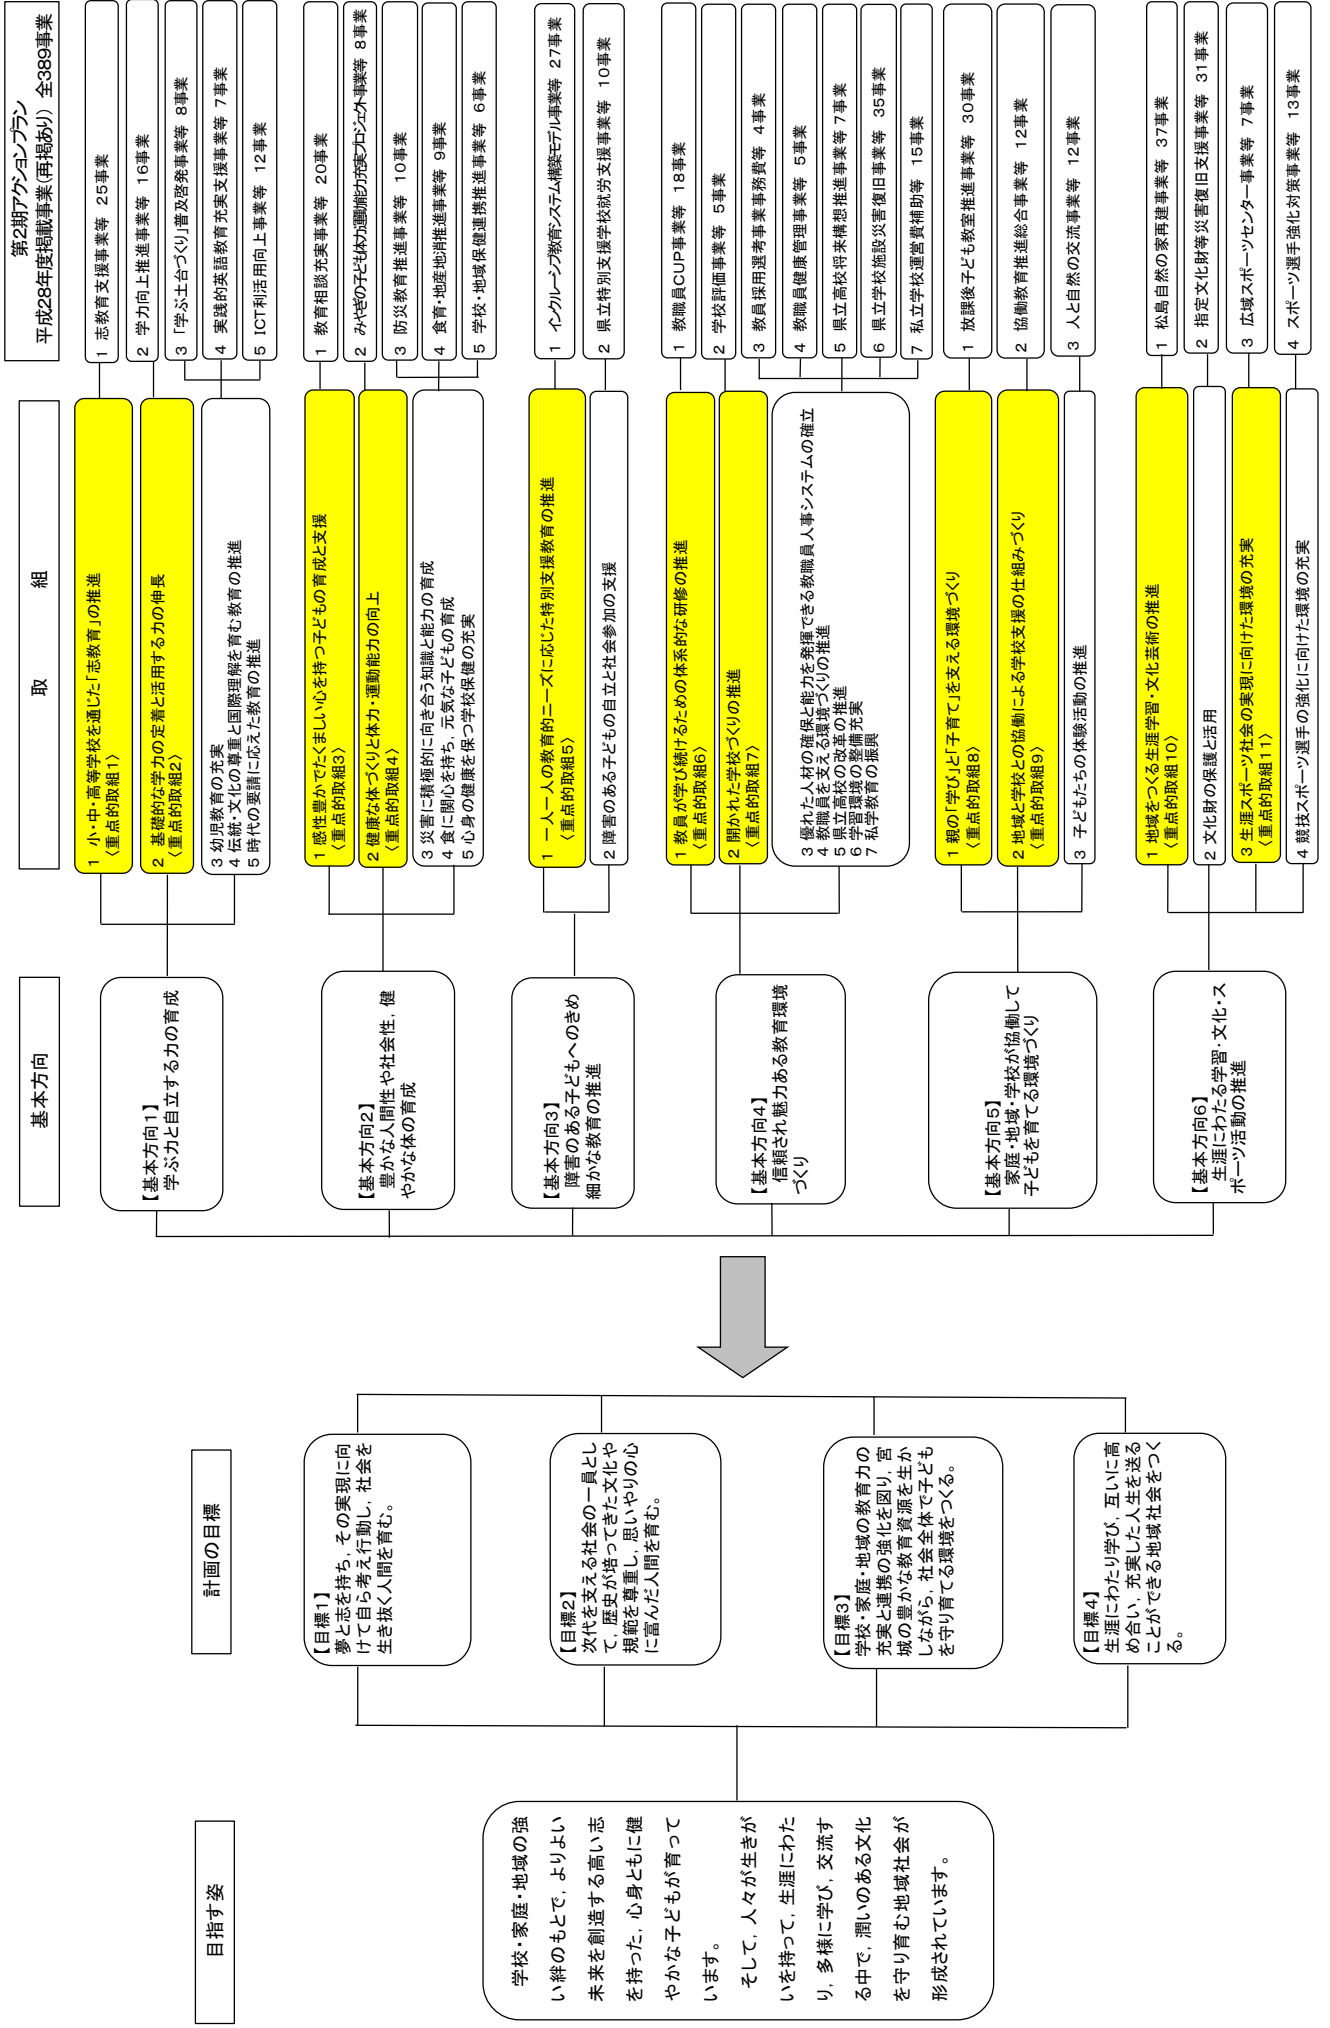 目指す姿
学校・家庭・地域の強
い絆のもとで，よりよい
未来を創造する高い志
を持った，心身ともに健
やかな子どもが育って
います。
そして，人々が生きが
いを持って，生涯にわた
り，多様に学び，交流す
る中で，潤いのある文化
を守り育む地域社会が
形成されています。
計画の目標
【目標１】
夢と志を持ち，その実現に向
けて自ら考え行動し，社会を
生き抜く人間を育む。
【目標２】
次代を支える社会の一員とし
て，歴史が培ってきた文化や
規範を尊重し，思いやりの心
に富んだ人間を育む。
【目標３】
学校・家庭・地域の教育力の
充実と連携の強化を図り，宮
城の豊かな教育資源を生か
しながら，社会全体で子ども
を守り育てる環境をつくる。
【目標４】
生涯にわたり学び，互いに高
め合い，充実した人生を送る
ことができる地域社会をつく
る。
基本方向
【基本方向１】
学ぶ力と自立する力の育成
【基本方向２】
豊かな人間性や社会性，健
やかな体の育成
【基本方向３】
障害のある子どもへのきめ
細かな教育の推進
【基本方向４】
信頼され魅力ある教育環境
づくり
【基本方向５】
家庭・地域・学校が協働して
子どもを育てる環境づくり
【基本方向６】
生涯にわたる学習・文化・ス
ポーツ活動の推進
取 組
１ 小・中・高等学校を通じた「志教育」の推進
〈重点的取組１〉
２ 基礎的な学力の定着と活用する力の伸長
〈重点的取組２〉
３ 幼児教育の充実
４ 伝統・文化の尊重と国際理解を育む教育の推進
５ 時代の要請に応えた教育の推進
１ 感性豊かでたくましい心を持つ子どもの育成と支援
〈重点的取組３〉
２ 健康な体づくりと体力・運動能力の向上
〈重点的取組４〉
３ 災害に積極的に向き合う知識と能力の育成
４ 食に関心を持ち，元気な子どもの育成
５ 心身の健康を保つ学校保健の充実
１ 一人一人の教育的ニーズに応じた特別支援教育の推進
〈重点的取組５〉
２ 障害のある子どもの自立と社会参加の支援
１ 教員が学び続けるための体系的な研修の推進
〈重点的取組６〉
２ 開かれた学校づくりの推進
〈重点的取組７〉
３ 優れた人材の確保と能力を発揮できる教職員人事システムの確立
４ 教職員を支える環境づくりの推進
５ 県立高校の改革の推進
６ 学習環境の整備充実
７ 私学教育の振興
１ 親の「学び」と「子育て」を支える環境づくり
〈重点的取組８〉
２ 地域と学校との協働による学校支援の仕組みづくり
〈重点的取組９〉
３ 子どもたちの体験活動の推進
１ 地域をつくる生涯学習・文化芸術の推進
〈重点的取組１０〉
２ 文化財の保護と活用
３ 生涯スポーツ社会の実現に向けた環境の充実
〈重点的取組１１〉
４ 競技スポーツ選手の強化に向けた環境の充実
第２期アクションプラン
平成28年度掲載事業（再掲あり） 全389事業
１ 志教育支援事業等 ２５事業
２ 学力向上推進事業等 １６事業
３ 「学ぶ土台づくり」普及啓発事業等 ８事業
４ 実践的英語教育充実支援事業等 ７事業
５ ICT利活用向上事業等 １２事業
１ 教育相談充実事業等 ２０事業
２ みやぎの子ども体力運動能力充実プロジェクト事業等 ８事業
３ 防災教育推進事業等 １０事業
４ 食育・地産地消推進事業等 ９事業
５ 学校・地域保健連携推進事業等 ６事業
１ インクルーシブ教育システム構築モデル事業等 ２７事業
２ 県立特別支援学校就労支援事業等 １０事業
１ 教職員CUP事業等 １８事業
２ 学校評価事業等 ５事業
３ 教員採用選考事業事務費等 ４事業
４ 教職員健康管理事業等 ５事業
５ 県立高校将来構想推進事業等 ７事業
６ 県立学校施設災害復旧事業等 ３５事業
７ 私立学校運営費補助等 １５事業
１ 放課後子ども教室推進事業等 ３０事業
２ 協働教育推進総合事業等 １２事業
３ 人と自然の交流事業等 １２事業
１ 松島自然の家再建事業等 ３７事業
２ 指定文化財等災害復旧支援事業等 ３１事業
３ 広域スポーツセンター事業等 ７事業
４ スポーツ選手強化対策事業等 １３事業